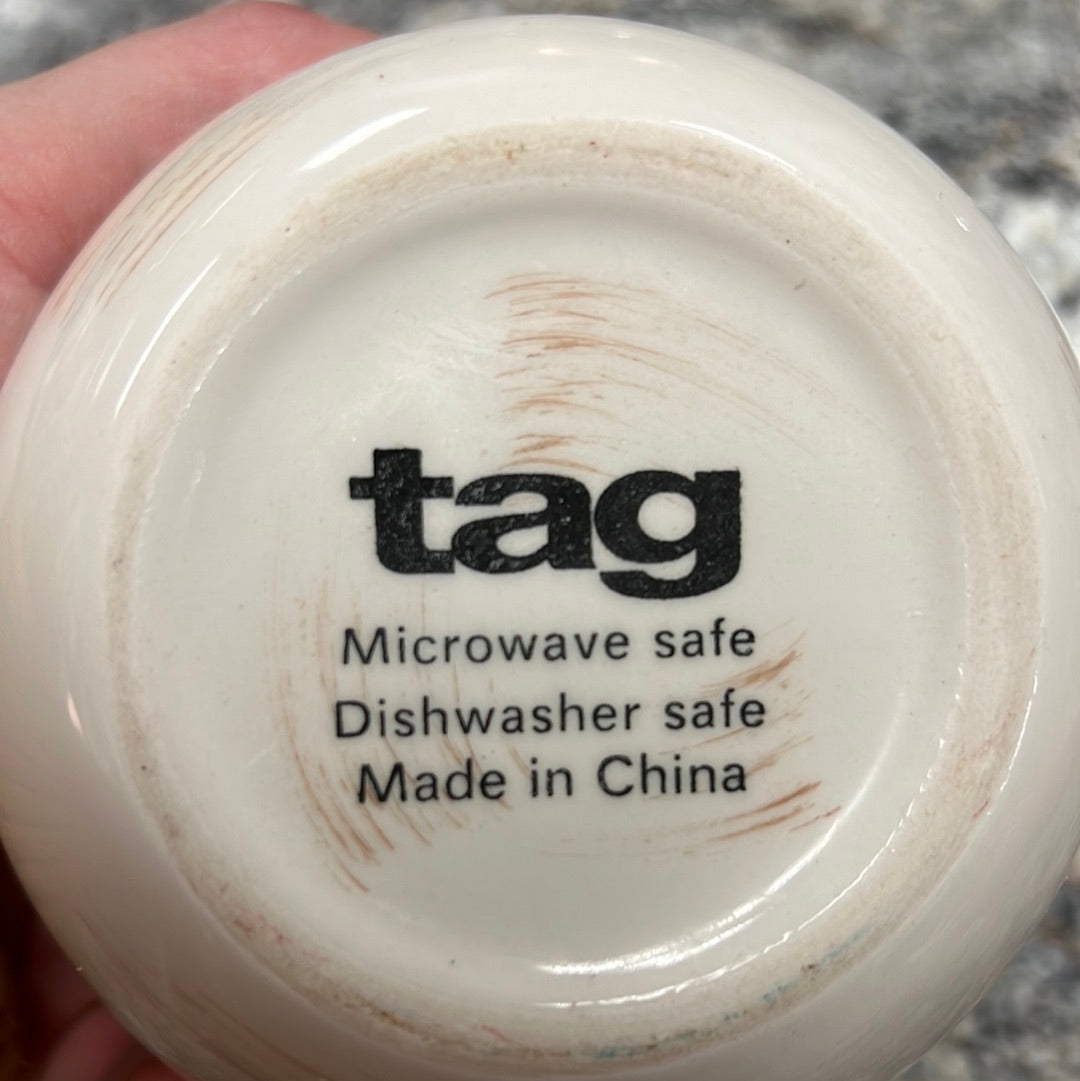 tag
Microwave safe
Dishwasher safe
Made in China